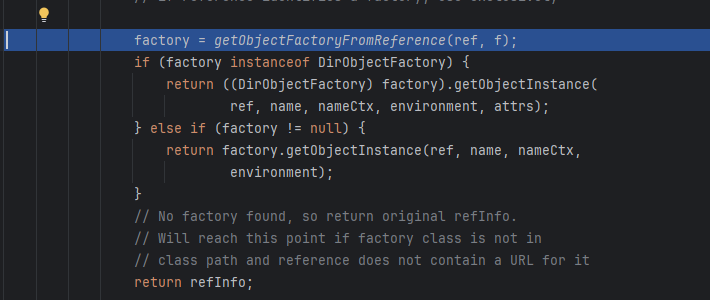 factory = getObjectFactoryFromReference(ref, f);
if (factory instanceof DirObjectFactory) {
return ((DirObjectFactory) factory).getObjectInstance(
ref, name, nameCtx, environment, attrs);
} else if (factory != null) {
return factory.getObjectInstance(ref, name, nameCtx,
environment);
}
// No factory found, so return original refInfo.
// Will reach this point if factory class is not in
// class path and reference does not contain a URL for it
return refInfo;